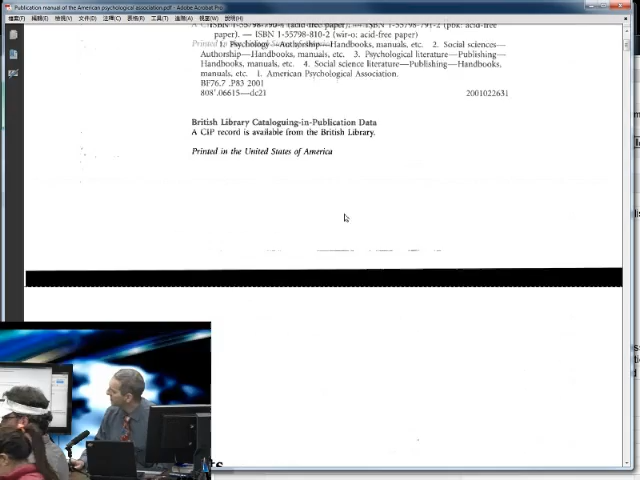 Publication manual of the American psychological association.pdf - Adobe Acrobat Pro
paper). — ISBN 1-55798-810-2 (wir-o: acid-free paper)
1. Psychology—Authorship—Handbooks, manuals, etc. 2. Social sciences—
Authorship—Handbooks, manuals, etc. 3. Psychological literature—Publishing—
Handbooks, manuals, etc. 4. Social science literature—Publishing—Handbooks,
manuals, etc. I. American Psychological Association.
BF76.7 .P83 2001
808'.06615—dc21 2001022631
British Library Cataloguing-in-Publication Data
A CIP record is available from the British Library.
Printed in the United States of America